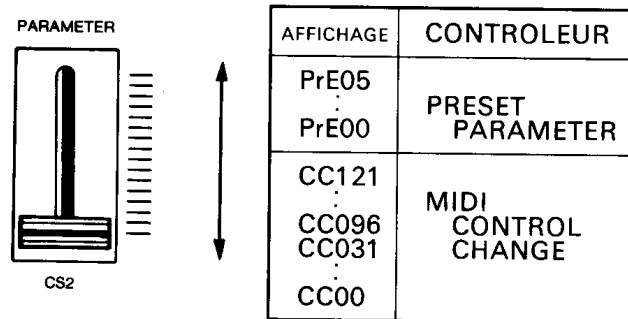 PARAMETER
CS2
AFFICHAGE CONTROLEUR
PrE05
:
PrE00
PRESET
PARAMETER
CC121
:
CC096
CC031
:
CC00
MIDI
CONTROL
CHANGE